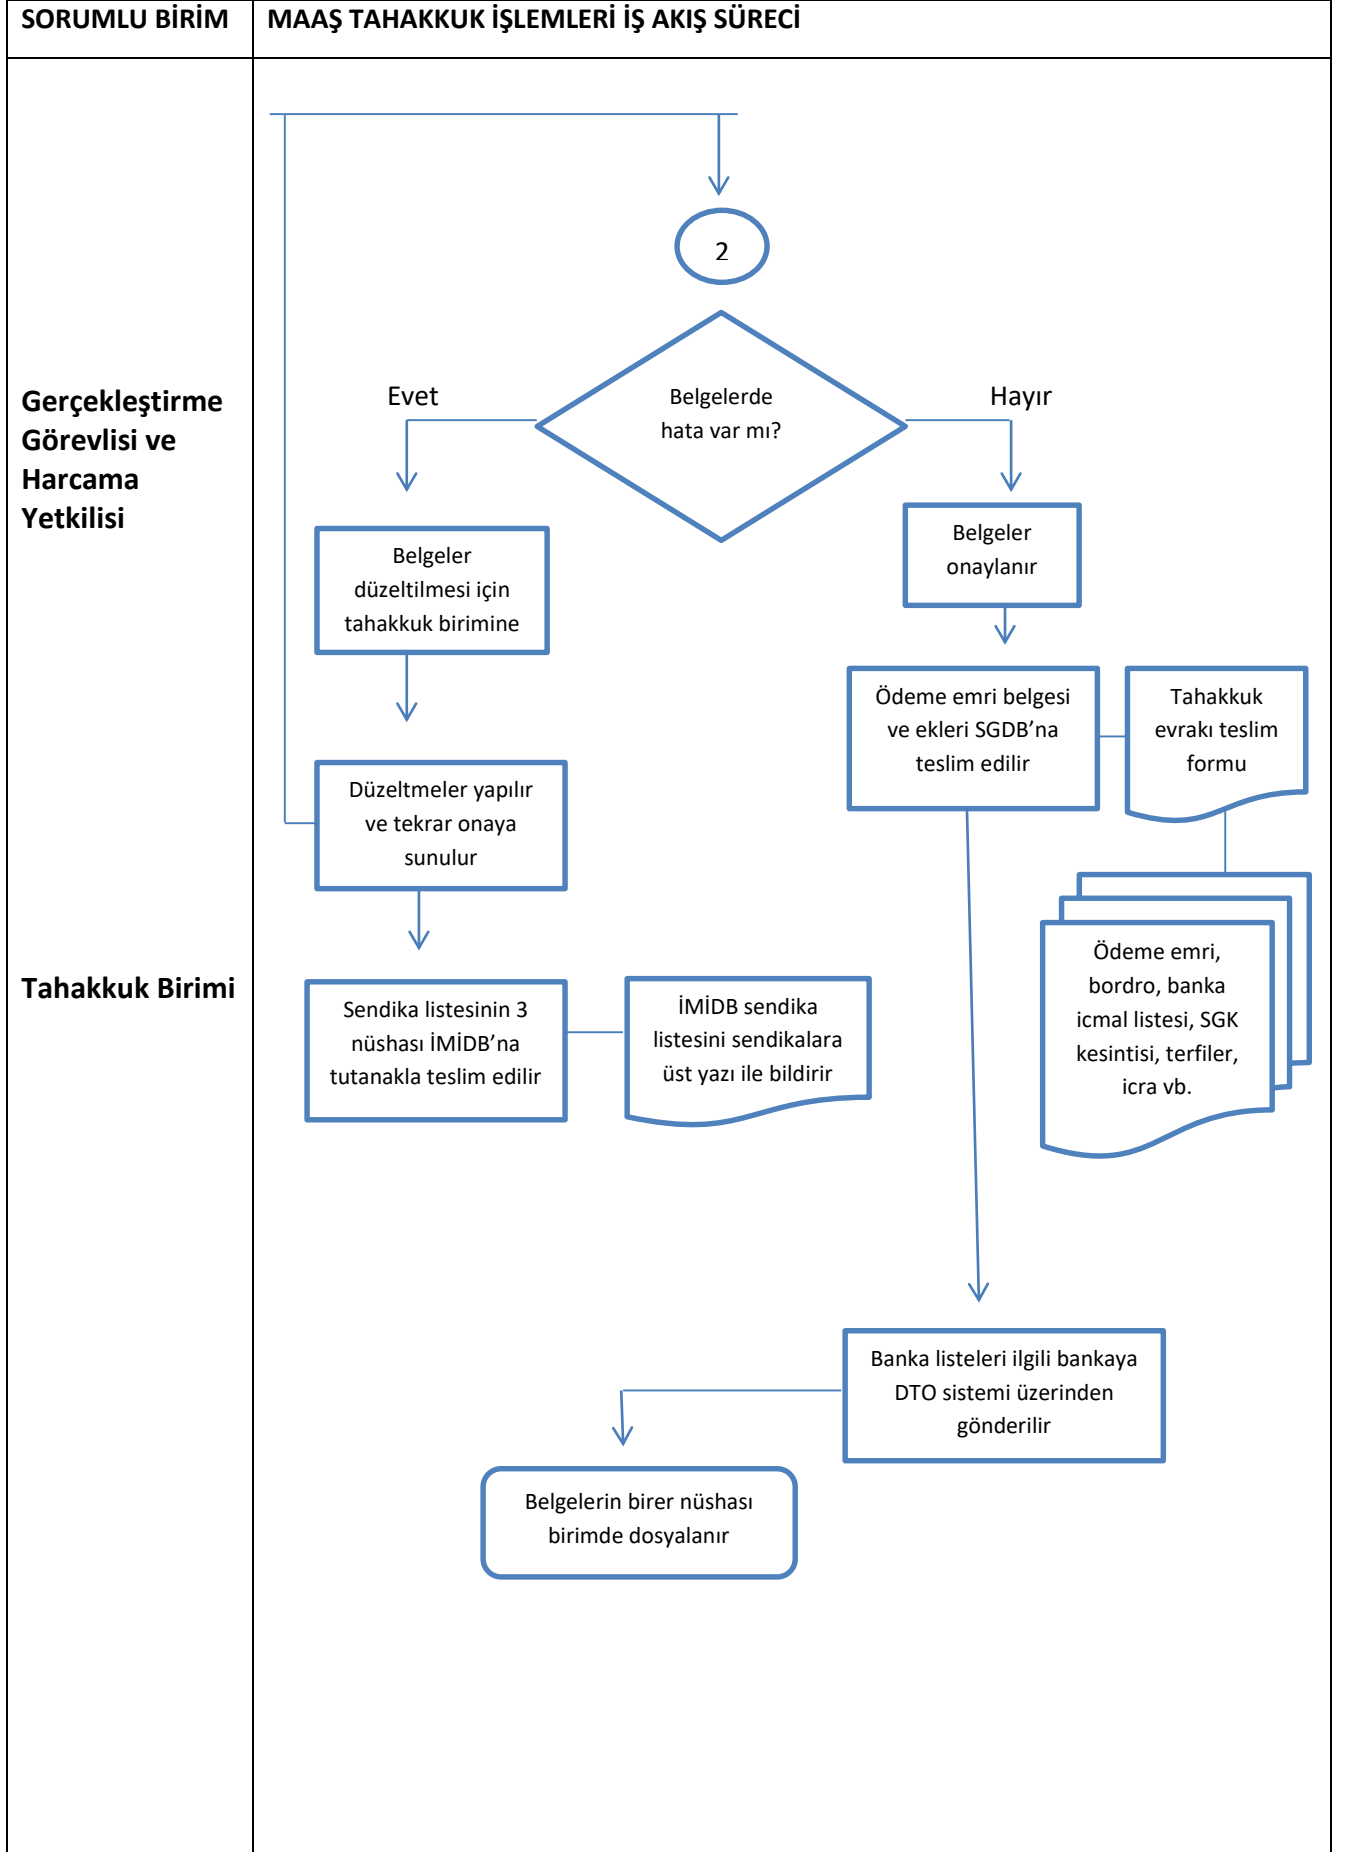 SORUMLU BİRİM
MAAŞ TAHAKKUK İŞLEMLERİ İŞ AKIŞ SÜRECİ
2
Gerçekleştirme
Görevlisi ve
Harcama
Yetkilisi
Evet
Belgelerde
hata var mı?
Hayır
Belgeler
düzeltilmesi için
tahakkuk birimine
Belgeler
onaylanır
Düzeltmeler yapılır
ve tekrar onaya
sunulur
Ödeme emri belgesi
ve ekleri SGDB’na
teslim edilir
Tahakkuk
evrakı teslim
formu
Tahakkuk Birimi
Sendika listesinin 3
nüshası İMİDB’na
tutanakla teslim edilir
İMİDB sendika
listesini sendikalara
üst yazı ile bildirir
Ödeme emri,
bordro, banka
icmal listesi, SGK
kesintisi, terfiler,
icra vb.
Banka listeleri ilgili bankaya
DTO sistemi üzerinden
gönderilir
Belgelerin birer nüshası
birimde dosyalanır